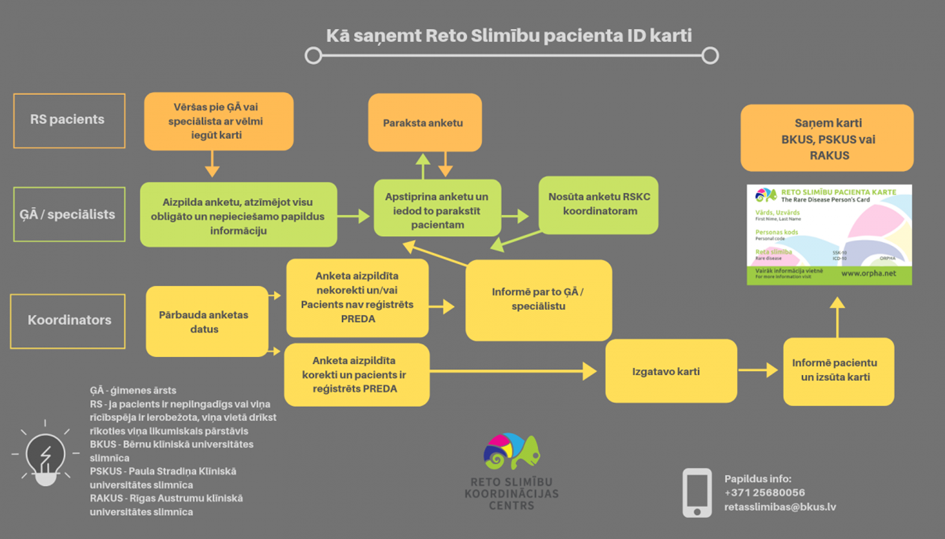 Kā saņemt Reto Slimību pacienta ID karti
RS pacients
Vēršas pie ĢĀ vai
speciālista ar vēlmi
iegūt karti
Paraksta anketu
Saņem karti
BKUS, PSKUS vai
RAKUS
ĢĀ / speciālists
Aizpilda anketu, atzīmējot visu
obligāto un nepieciešamo papildus
informāciju
Apstiprina anketu un
iedod to parakstīt
pacientam
Nosūta anketu RSKC
koordinatoram
RETO SLIMĪBU PACIENTA KARTE
The Rare Disease Person's Card
Vārds, Uzvārds
First Name, Last Name
Personas kods
Personal code
Reta slimība
Rare disease
ORPHA
Vairāk informācija vietnē
For more information visit
www.orpha.net
Koordinators
Pārbauda anketas
datus
Anketa aizpildīta
nekorekti un/vai
Pacients nav reģistrēts
PREDA
Informē par to ĢĀ /
speciālistu
Anketa aizpildīta
korekti un pacients ir
reģistrēts PREDA
Izgatavo karti
Informē pacientu
un izsūta karti
ĢĀ - ģimenes ārsts
RS - ja pacients ir nepilngadīgs vai viņa
rīcībspēja ir ierobežota, viņa vietā drīkst
rīkoties viņa likumiskais pārstāvis
BKUS - Bērnu klīniskā universitātes
slimnīca
PSKUS - Paula Stradiņa Klīniskā
universitātes slimnīca
RAKUS - Rīgas Austrumu klīniskā
universitātes slimnīca
RETO SLIMĪBU
KOORDINĀCIJAS
CENTRS
Papildus info:
+371 25680056
retasslimibas@bkus.lv